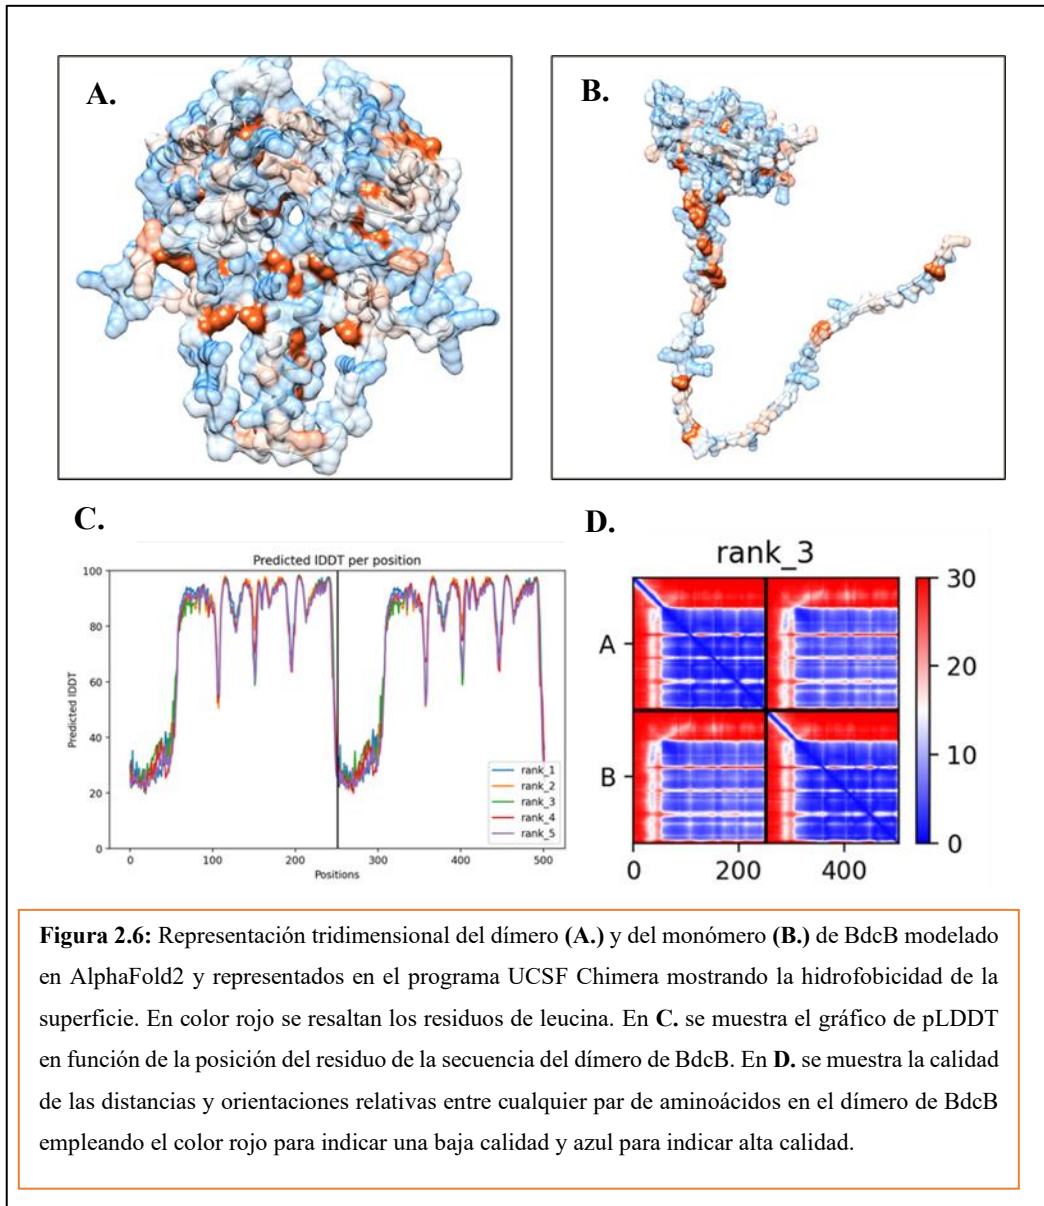 A.
B.
C.
D.
Predicted lDDT per position
Predicted lDDT
100
80
60
40
20
0
0
100
200
300
400
500
Positions
rank_1
rank_2
rank_3
rank_4
rank_5
rank_3
A
B
0
200
400
30
20
10
0
Figura 2.6: Representación tridimensional del dímero (A.) y del monómero (B.) de BdcB modelado
en AlphaFold2 y representados en el programa UCSF Chimera mostrando la hidrofobicidad de la
superficie. En color rojo se resaltan los residuos de leucina. En C. se muestra el gráfico de pLDDT
en función de la posición del residuo de la secuencia del dímero de BdcB. En D. se muestra la calidad
de las distancias y orientaciones relativas entre cualquier par de aminoácidos en el dímero de BdcB
empleando el color rojo para indicar una baja calidad y azul para indicar alta calidad.